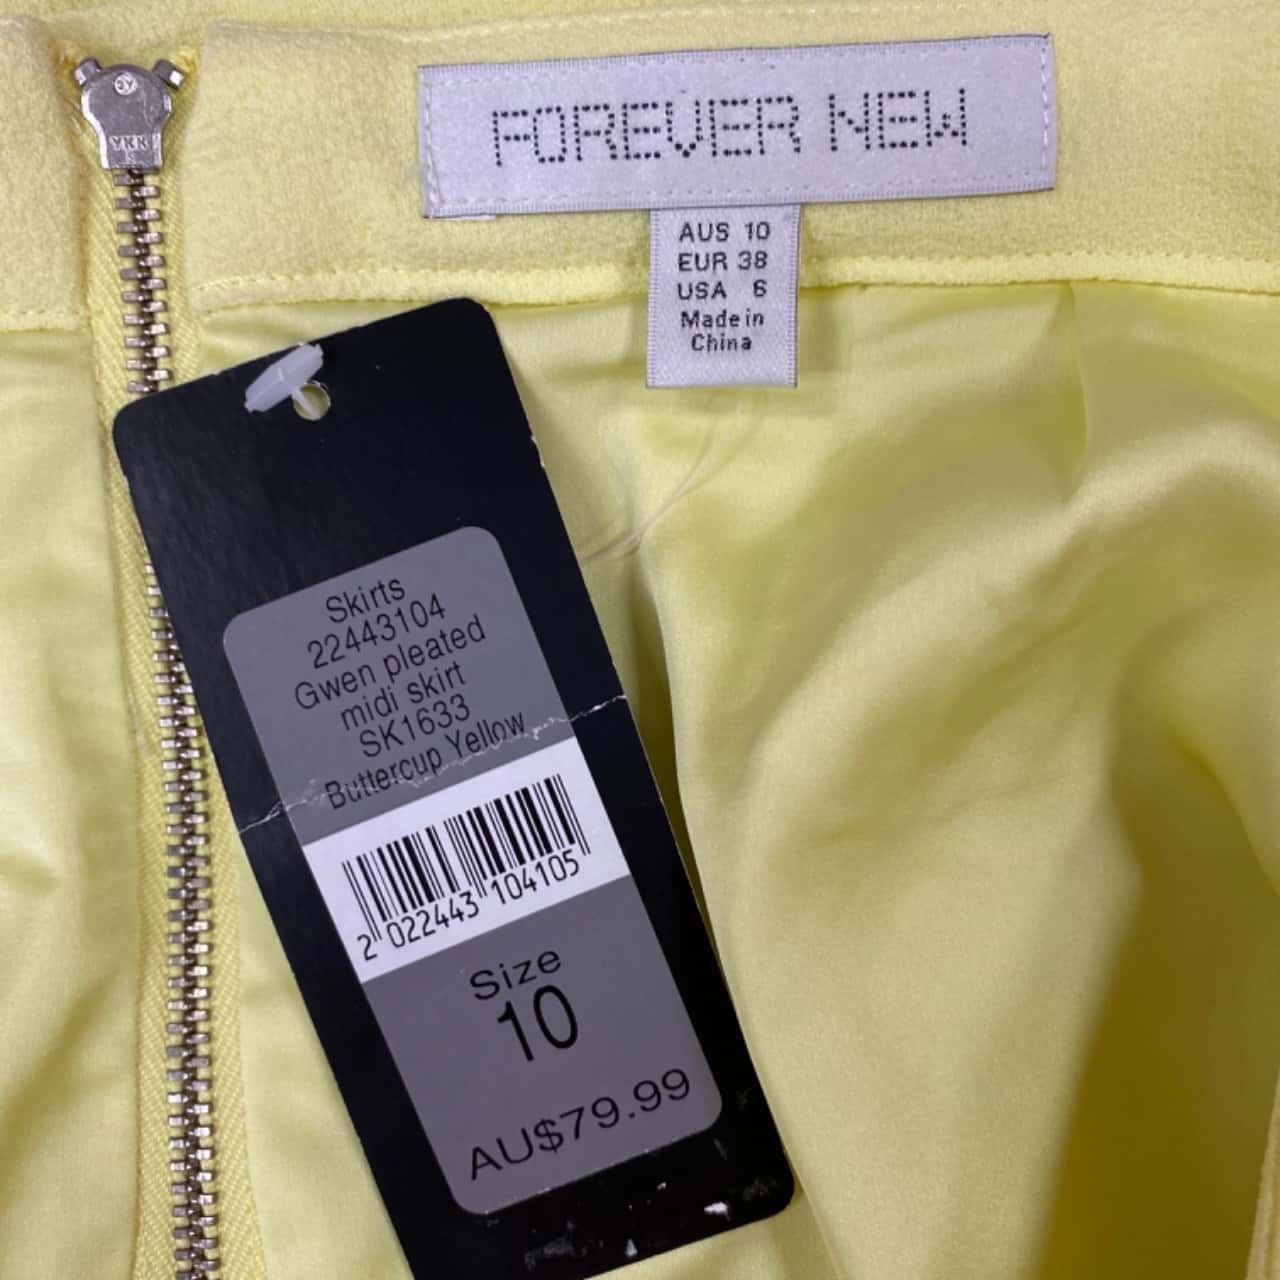 YKK
FOREVER NEW
AUS 10
EUR 38
USA 6
Made in
China
Skirts
22443104
Gwen pleated
midi skirt
SK1633
Buttercup Yellow
2 022443 104105
Size
10
AU$79.99